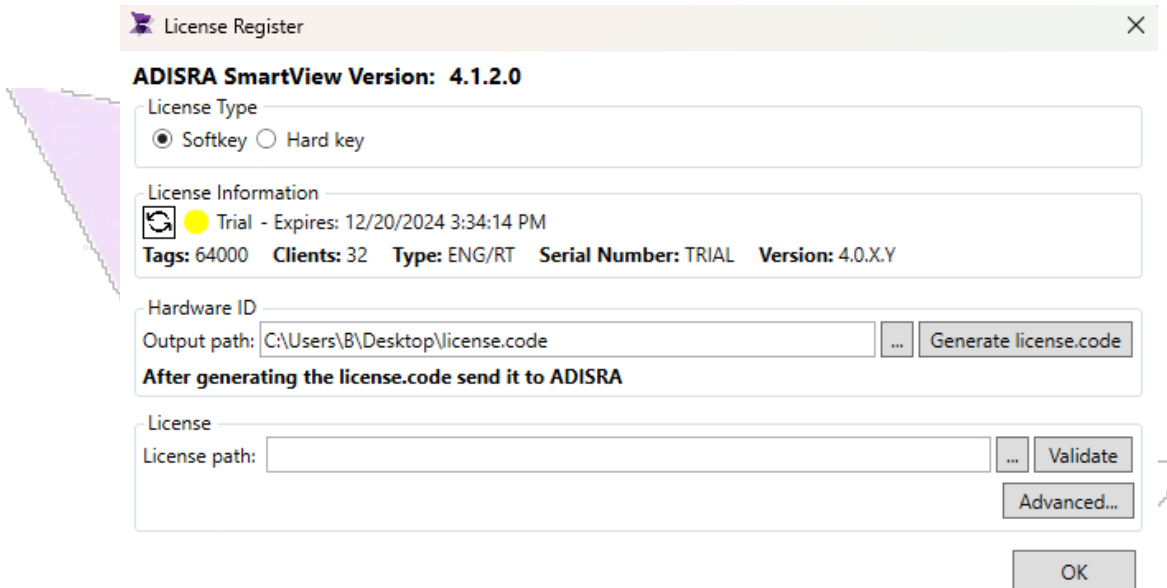 License Register
ADISRA SmartView Version: 4.1.2.0
License Type
Softkey Hard key
License Information
Trial - Expires: 12/20/2024 3:34:14 PM
Tags: 64000 Clients: 32 Type: ENG/RT Serial Number: TRIAL Version: 4.0.X.Y
Hardware ID
Output path: C:\Users\B\Desktop\license.code ... Generate license.code
After generating the license.code send it to ADISRA
License
License path: ... Validate
Advanced...
OK